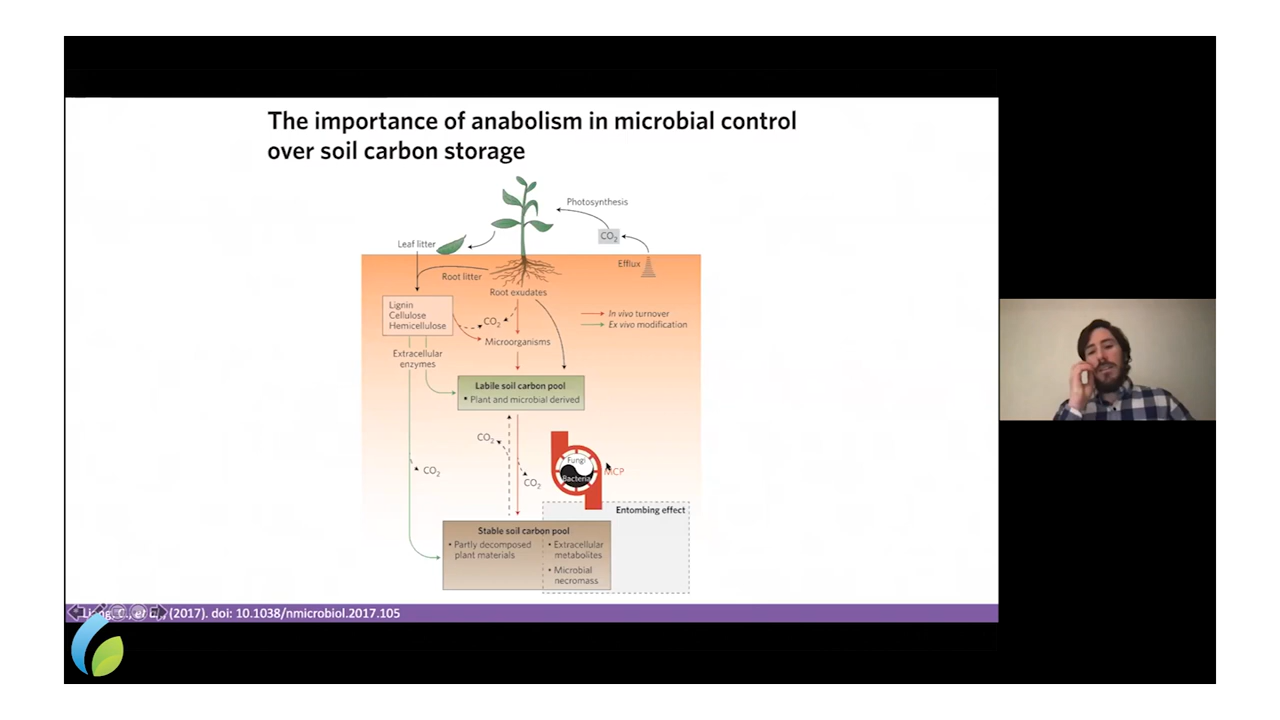 The importance of anabolism in microbial control
over soil carbon storage
Photosynthesis
CO2
Leaf litter
Efflux
Root litter
Root exudates
Lignin
Cellulose
Hemicellulose
CO2
In vivo turnover
Ex vivo modification
Microorganisms
Extracellular
enzymes
Labile soil carbon pool
• Plant and microbial derived
CO2
CO2
CO2
Fungi
Bacteria
MCP
Entombing effect
Stable soil carbon pool
• Partly decomposed
plant materials
• Extracellular
metabolites
• Microbial
necromass
(2017). doi: 10.1038/nmicrobiol.2017.105